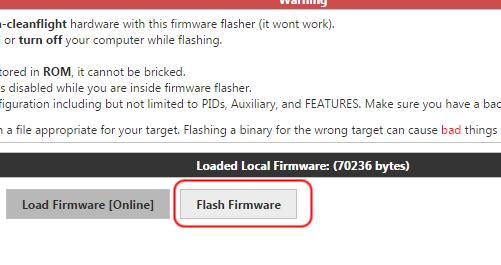 Warning
-cleanflight hardware with this firmware flasher (it wont work).
or turn off your computer while flashing.
tored in ROM, it cannot be bricked.
s disabled while you are inside firmware flasher.
figuration including but not limited to PIDs, Auxiliary, and FEATURES. Make sure you have a bac
a file appropriate for your target. Flashing a binary for the wrong target can cause bad things
Loaded Local Firmware: (70236 bytes)
Load Firmware [Online] Flash Firmware